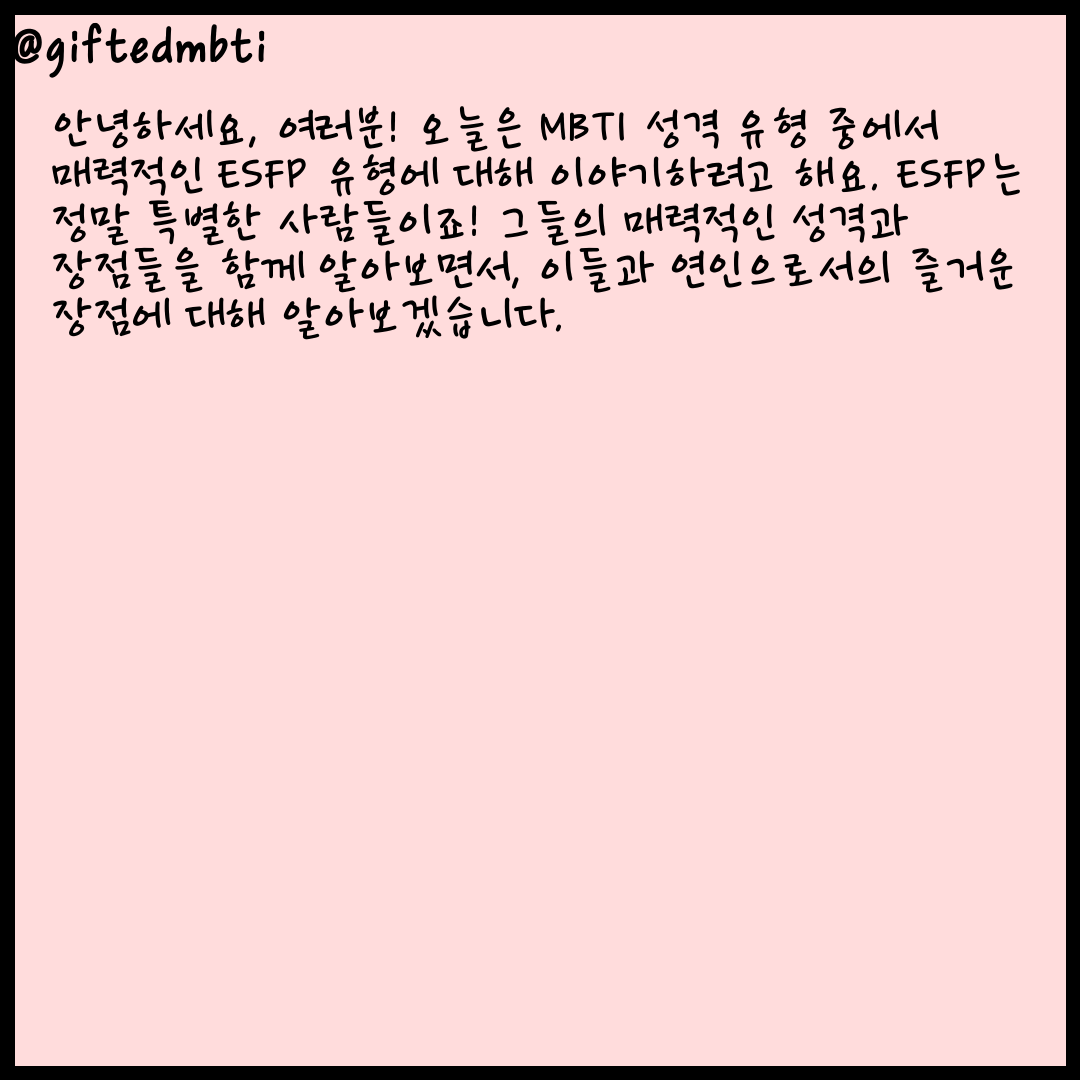 @giftedmbti
안녕하세요, 여러분! 오늘은 MBTI 성격 유형 중에서
매력적인 ESFP 유형에 대해 이야기하려고 해요. ESFP는
정말 특별한 사람들이죠! 그들의 매력적인 성격과
장점들을 함께 알아보면서, 이들과 연인으로서의 즐거운
장점에 대해 알아보겠습니다.